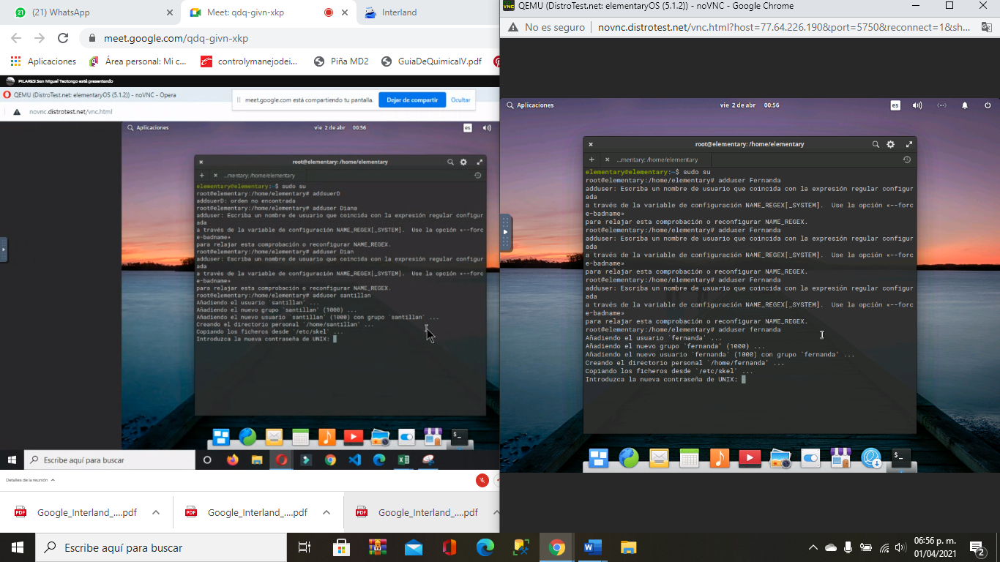 (21) WhatsApp
Meet: qdq-givn-xkp
Interland
meet.google.com/qdq-givn-xkp
Aplicaciones
Área personal: Mi c...
controlymanejodei...
Piña MD2
GuiaDeQuimicaIV.pdf
PILARES San Miguel Teotongo está presentando
QEMU (DistroTest.net: elementaryOS (5.1.2)) - noVNC - Opera
meet.google.com está compartiendo tu pantalla.
Dejar de compartir
Ocultar
novnc.distrotest.net/vnc.html
Aplicaciones
vie 2 de abr 00:56
es
root@elementary: /home/elementary
...mentary: /home/elementary
elementary@elementary:~$ sudo su
root@elementary:/home/elementary# addsuerD
addsuerD: orden no encontrada
root@elementary:/home/elementary# adduser Diana
adduser: Escriba un nombre de usuario que coincida con la expresión regular configur
ada
a través de la variable de configuración NAME_REGEX[_SYSTEM].  Use la opción «--forc
e-badname»
para relajar esta comprobación o reconfigurar NAME_REGEX.
root@elementary:/home/elementary# adduser Dian
adduser: Escriba un nombre de usuario que coincida con la expresión regular configur
ada
a través de la variable de configuración NAME_REGEX[_SYSTEM].  Use la opción «--forc
e-badname»
para relajar esta comprobación o reconfigurar NAME_REGEX.
root@elementary:/home/elementary# adduser santillan
Añadiendo el usuario `santillan' ...
Añadiendo el nuevo grupo `santillan' (1000) ...
Añadiendo el nuevo usuario `santillan' (1000) con grupo `santillan' ...
Creando el directorio personal `/home/santillan' ...
Copiando los ficheros desde `/etc/skel' ...
Introduzca la nueva contraseña de UNIX:
Escribe aquí para buscar
Detalles de la reunión
Google_Interland_....pdf
Google_Interland_....pdf
Google_Interland_....pdf
QEMU (DistroTest.net: elementaryOS (5.1.2)) - noVNC - Google Chrome
No es seguro
novnc.distrotest.net/vnc.html?host=77.64.226.190&port=5750&reconnect=1&sh...
Aplicaciones
vie 2 de abr 00:56
es
root@elementary: /home/elementary
...mentary: /home/elementary
elementary@elementary:~$ sudo su
root@elementary:/home/elementary# adduser Fernanda
adduser: Escriba un nombre de usuario que coincida con la expresión regular configur
ada
a través de la variable de configuración NAME_REGEX[_SYSTEM].  Use la opción «--forc
e-badname»
para relajar esta comprobación o reconfigurar NAME_REGEX.
root@elementary:/home/elementary# adduser Fernanda
adduser: Escriba un nombre de usuario que coincida con la expresión regular configur
ada
a través de la variable de configuración NAME_REGEX[_SYSTEM].  Use la opción «--forc
e-badname»
para relajar esta comprobación o reconfigurar NAME_REGEX.
root@elementary:/home/elementary# adduser Fernanda
adduser: Escriba un nombre de usuario que coincida con la expresión regular configur
ada
a través de la variable de configuración NAME_REGEX[_SYSTEM].  Use la opción «--forc
e-badname»
para relajar esta comprobación o reconfigurar NAME_REGEX.
root@elementary:/home/elementary# adduser fernanda
Añadiendo el usuario `fernanda' ...
Añadiendo el nuevo grupo `fernanda' (1000) ...
Añadiendo el nuevo usuario `fernanda' (1000) con grupo `fernanda' ...
Creando el directorio personal `/home/fernanda' ...
Copiando los ficheros desde `/etc/skel' ...
Introduzca la nueva contraseña de UNIX:
Escribe aquí para buscar
06:56 p. m.
01/04/2021
2